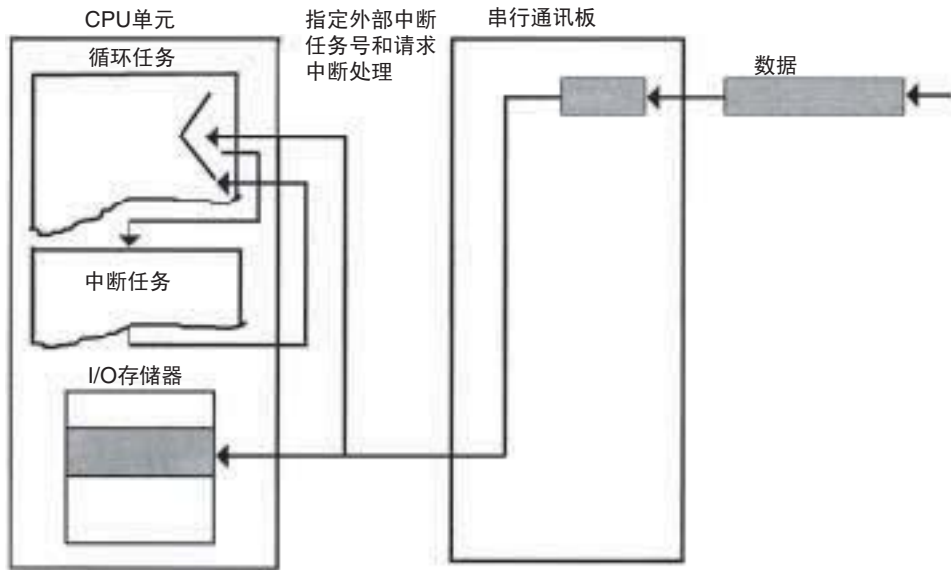 CPU单元
循环任务
中断任务
I/O存储器
指定外部中断
任务号和请求
中断处理
串行通讯板
数据